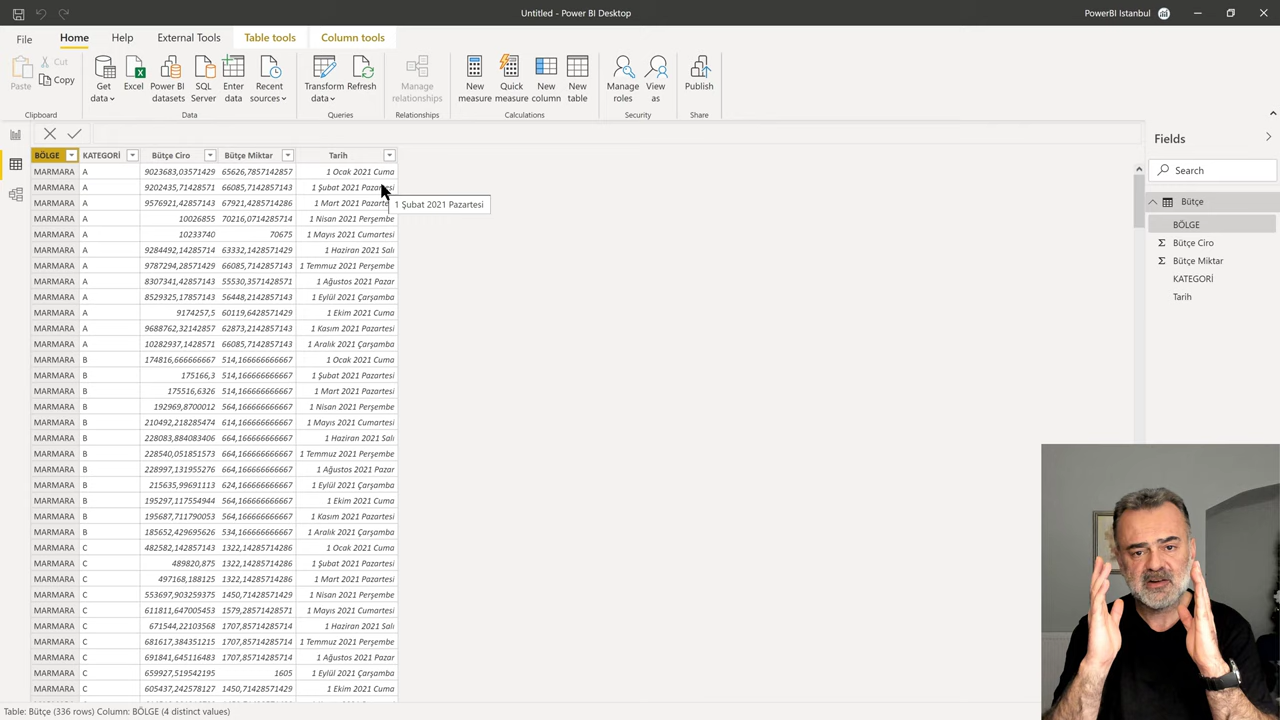 Untitled - Power BI Desktop
PowerBI Istanbul
File
Home
Help
External Tools
Table tools
Column tools
Paste
Cut
Copy
Get data
Excel
Power BI datasets
SQL Server
Enter data
Recent sources
Transform data
Refresh
Manage relationships
New measure
Quick measure
New column
New table
Manage roles
View as
Publish
Clipboard
Data
Queries
Relationships
Calculations
Security
Share
BÖLGE KATEGORİ Bütçe Ciro Bütçe Miktar Tarih
MARMARA A 9023683,03571429 65626,7857142857 1 Ocak 2021 Cuma
MARMARA A 9202435,71428571 66085,7142857143 1 Şubat 2021 Pazartesi
1 Şubat 2021 Pazartesi
MARMARA A 9576921,42857143 67921,4285714286 1 Mart 2021
MARMARA A 10026855 70216,0714285714 1 Nisan 2021 Perşembe
MARMARA A 10233740 70675 1 Mayıs 2021 Cumartesi
MARMARA A 9284492,14285714 63332,1428571429 1 Haziran 2021 Salı
MARMARA A 9787294,28571429 66085,7142857143 1 Temmuz 2021 Perşembe
MARMARA A 8307341,42857143 55530,3571428571 1 Ağustos 2021 Pazar
MARMARA A 8529325,17857143 56448,2142857143 1 Eylül 2021 Çarşamba
MARMARA A 9174257,5 60119,6428571429 1 Ekim 2021 Cuma
MARMARA A 9688762,32142857 62873,2142857143 1 Kasım 2021 Pazartesi
MARMARA A 10282937,1428571 66085,7142857143 1 Aralık 2021 Çarşamba
MARMARA B 174816,666666667 514,166666666667 1 Ocak 2021 Cuma
MARMARA B 175166,3 514,166666666667 1 Şubat 2021 Pazartesi
MARMARA B 175516,6326 514,166666666667 1 Mart 2021 Pazartesi
MARMARA B 192969,8700012 564,166666666667 1 Nisan 2021 Perşembe
MARMARA B 210492,218285474 614,166666666667 1 Mayıs 2021 Cumartesi
MARMARA B 228083,884083406 664,166666666667 1 Haziran 2021 Salı
MARMARA B 228540,051851573 664,166666666667 1 Temmuz 2021 Perşembe
MARMARA B 228997,131955276 664,166666666667 1 Ağustos 2021 Pazar
MARMARA B 215635,99691113 624,166666666667 1 Eylül 2021 Çarşamba
MARMARA B 195297,117554944 564,166666666667 1 Ekim 2021 Cuma
MARMARA B 195687,711790053 564,166666666667 1 Kasım 2021 Pazartesi
MARMARA B 185652,429695626 534,166666666667 1 Aralık 2021 Çarşamba
MARMARA C 482582,142857143 1322,14285714286 1 Ocak 2021 Cuma
MARMARA C 489820,875 1322,14285714286 1 Şubat 2021 Pazartesi
MARMARA C 497168,188125 1322,14285714286 1 Mart 2021 Pazartesi
MARMARA C 553697,903259375 1450,71428571429 1 Nisan 2021 Perşembe
MARMARA C 611811,647005453 1579,28571428571 1 Mayıs 2021 Cumartesi
MARMARA C 671544,22103568 1707,85714285714 1 Haziran 2021 Salı
MARMARA C 681617,384351215 1707,85714285714 1 Temmuz 2021 Perşembe
MARMARA C 691841,645116483 1707,85714285714 1 Ağustos 2021 Pazar
MARMARA C 659927,519542195 1605 1 Eylül 2021 Çarşamba
MARMARA C 605437,242578127 1450,71428571429 1 Ekim 2021 Cuma
Fields
Search
Bütçe
BÖLGE
Bütçe Ciro
Bütçe Miktar
KATEGORİ
Tarih
Table: Bütçe (336 rows) Column: BÖLGE (4 distinct values)